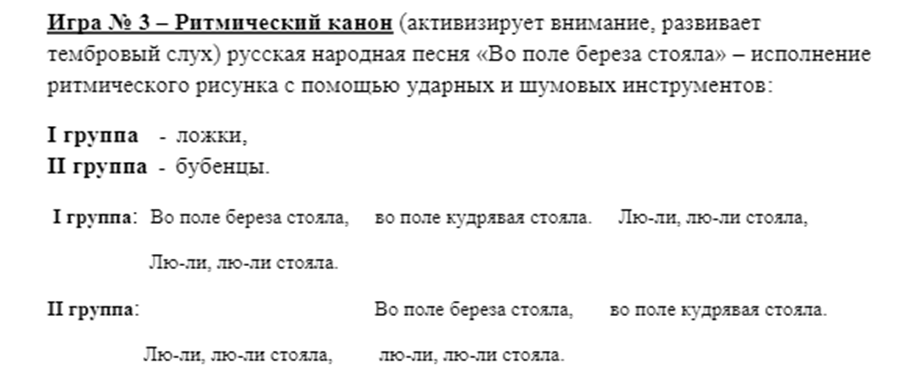 Игра № 3 – Ритмический канон (активизирует внимание, развивает
тембровый слух) русская народная песня «Во поле береза стояла» – исполнение
ритмического рисунка с помощью ударных и шумовых инструментов:
I группа - ложки,
II группа - бубенцы.
I группа: Во поле береза стояла, во поле кудрявая стояла. Лю-ли, лю-ли стояла,
Лю-ли, лю-ли стояла.
II группа: Во поле береза стояла, во поле кудрявая стояла.
Лю-ли, лю-ли стояла, лю-ли, лю-ли стояла.